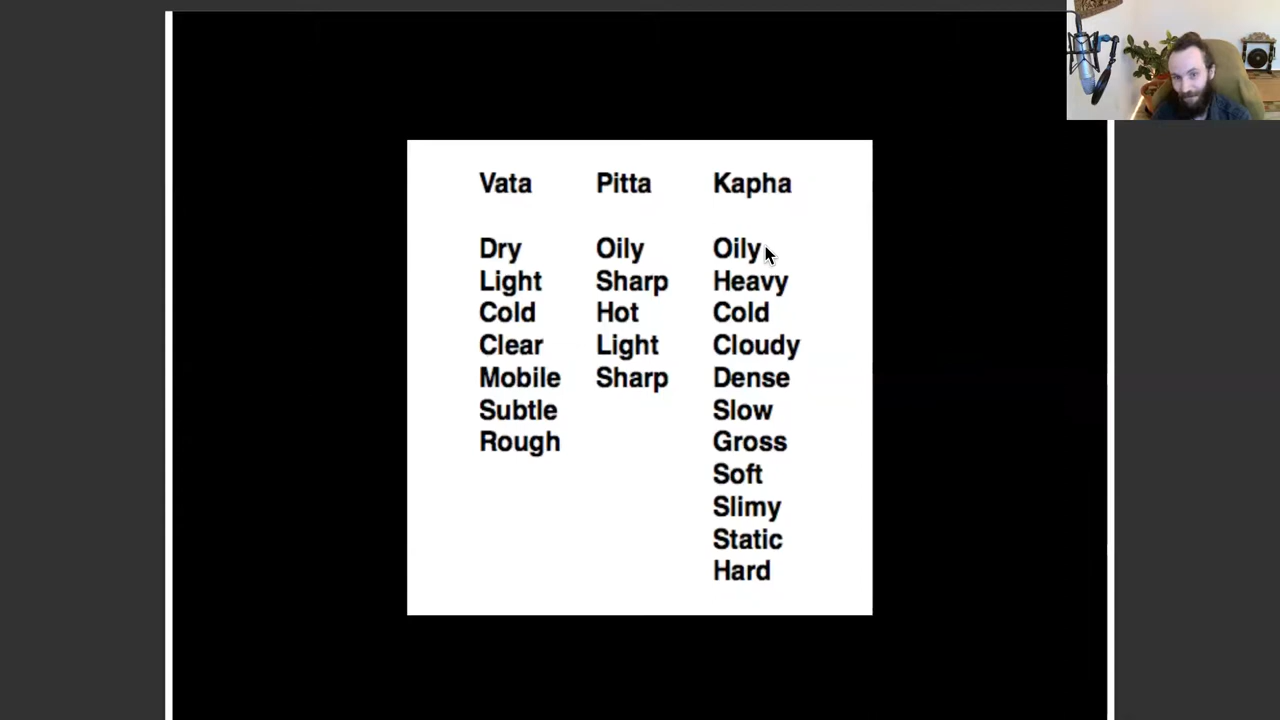 Vata Pitta Kapha
Dry Oily Oily
Light Sharp Heavy
Cold Hot Cold
Clear Light Cloudy
Mobile Sharp Dense
Subtle Slow
Rough Gross
Soft
Slimy
Static
Hard